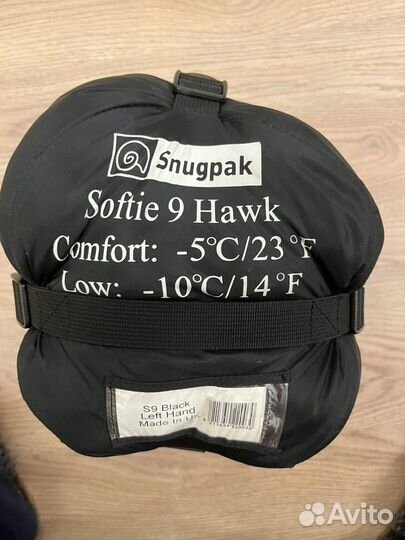 Snugpak
Softie 9 Hawk
Comfort: -5°C/23°F
Low: -10°C/14°F
S9 Black
Left Hand
Made in UK
Avito